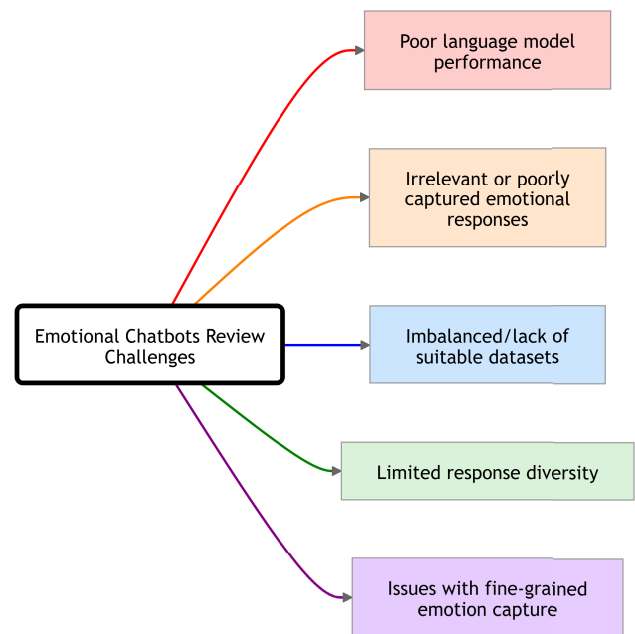 Poor language model
performance
Irrelevant or poorly
captured emotional
responses
Emotional Chatbots Review
Challenges
Imbalanced/lack of
suitable datasets
Limited response diversity
Issues with fine-grained
emotion capture